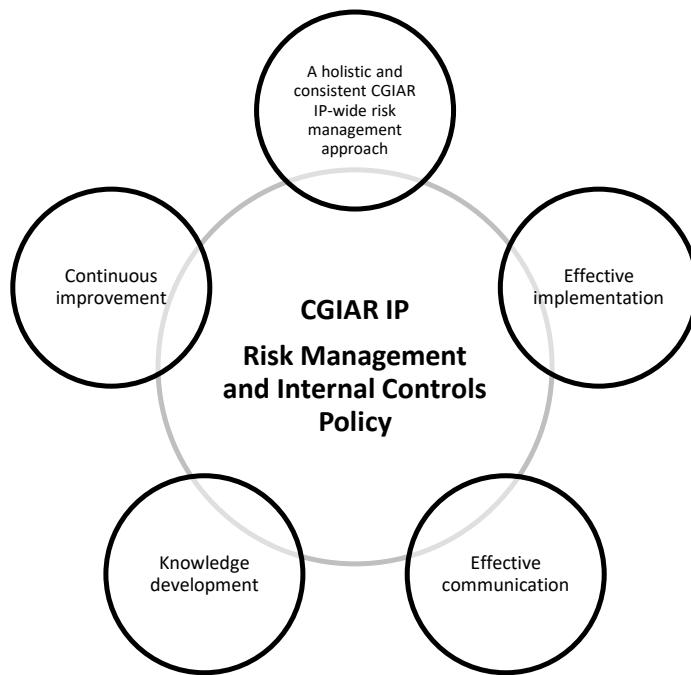 A holistic and
consistent CGIAR
IP-wide risk
management
approach
Continuous
improvement
Effective
implementation
CGIAR IP
Risk Management
and Internal Controls
Policy
Knowledge
development
Effective
communication